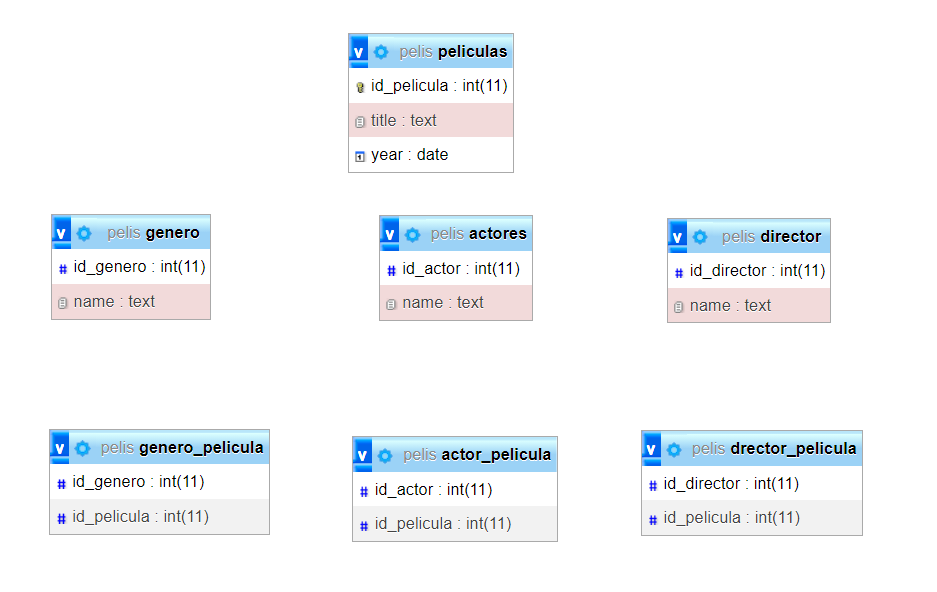 pelis peliculas
id_pelicula : int(11)
title : text
year : date
pelis genero
id_genero : int(11)
name : text
pelis actores
id_actor : int(11)
name : text
pelis director
id_director : int(11)
name : text
pelis genero_pelicula
id_genero : int(11)
id_pelicula : int(11)
pelis actor_pelicula
id_actor : int(11)
id_pelicula : int(11)
pelis drector_pelicula
id_director : int(11)
id_pelicula : int(11)